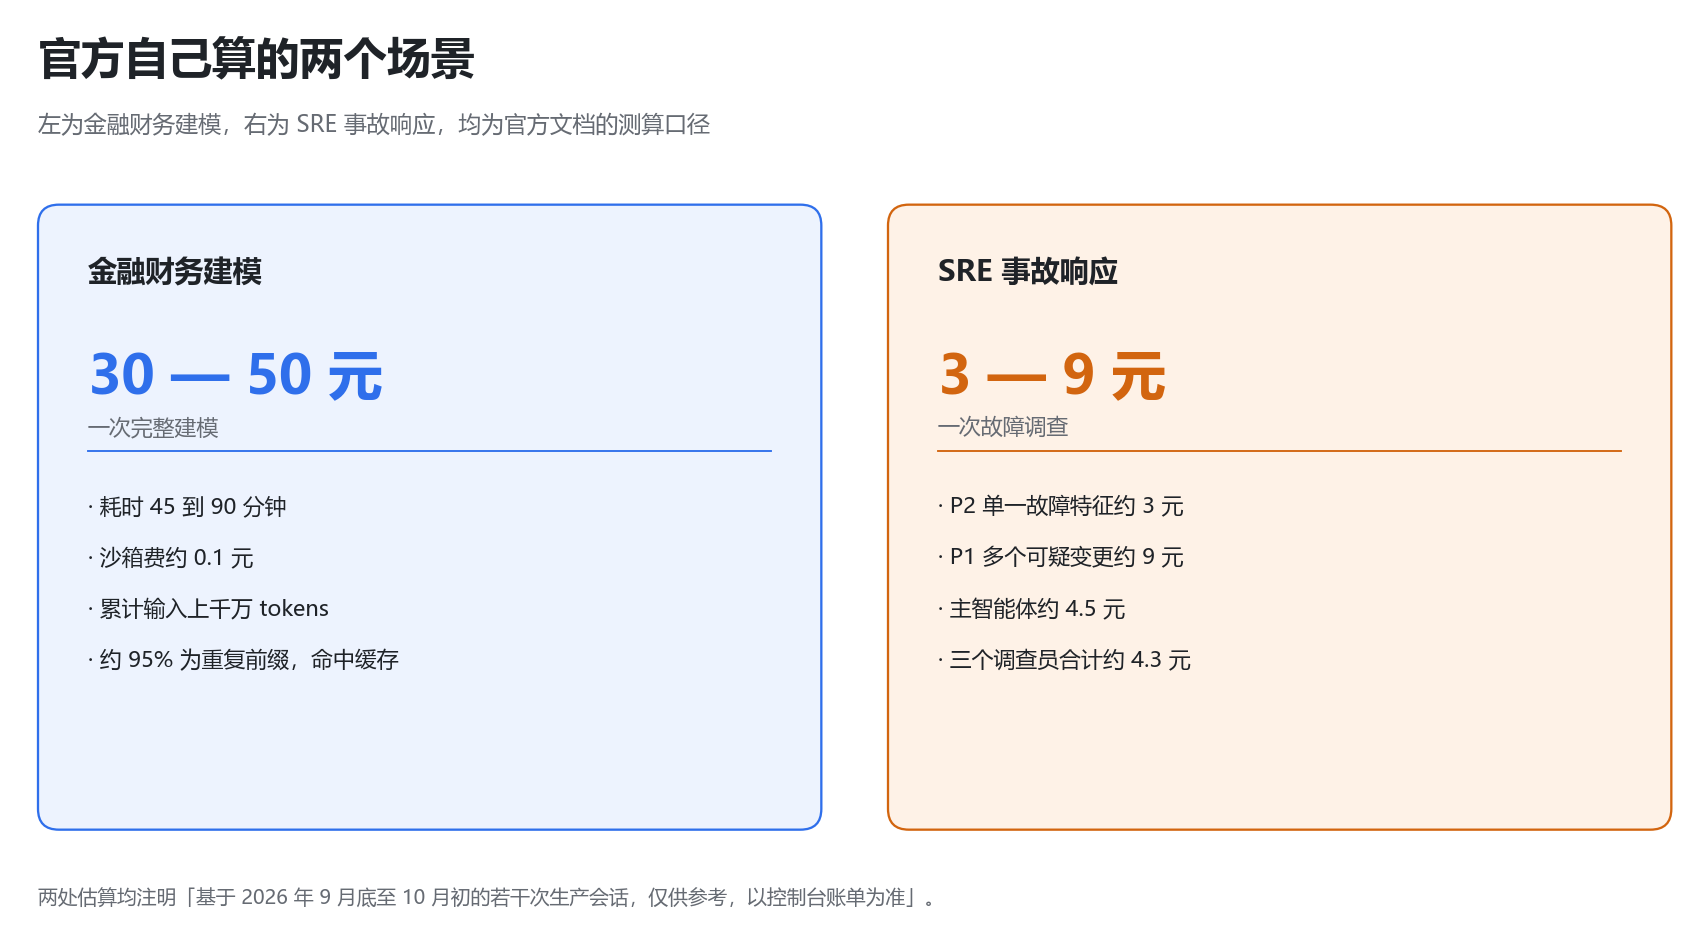 官方自己算的两个场景
左为金融财务建模，右为 SRE 事故响应，均为官方文档的测算口径
金融财务建模
30 — 50 元
一次完整建模
· 耗时 45 到 90 分钟
· 沙箱费约 0.1 元
· 累计输入上千万 tokens
· 约 95% 为重复前缀，命中缓存
SRE 事故响应
3 — 9 元
一次故障调查
· P2 单一故障特征约 3 元
· P1 多个可疑变更约 9 元
· 主智能体约 4.5 元
· 三个调查员合计约 4.3 元
两处估算均注明「基于 2026 年 9 月底至 10 月初的若干次生产会话，仅供参考，以控制台账单为准」。